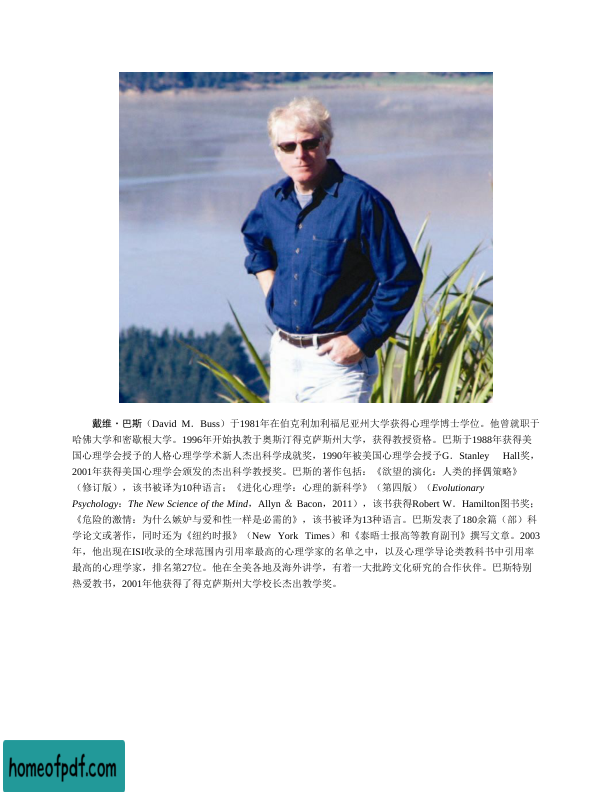 戴维·巴斯（David M．Buss）于1981年在伯克利加利福尼亚州大学获得心理学博士学位。他曾就职于
哈佛大学和密歇根大学。1996年开始执教于奥斯汀得克萨斯州大学，获得教授资格。巴斯于1988年获得美
国心理学会授予的人格心理学学术新人杰出科学成就奖，1990年被美国心理学会授予G．Stanley Hall奖，
2001年获得美国心理学会颁发的杰出科学教授奖。巴斯的著作包括：《欲望的演化：人类的择偶策略》
（修订版），该书被译为10种语言；《进化心理学：心理的新科学》（第四版）（Evolutionary
Psychology：The New Science of the Mind，Allyn ＆ Bacon，2011），该书获得Robert W．Hamilton图书奖；
《危险的激情：为什么嫉妒与爱和性一样是必需的》，该书被译为13种语言。巴斯发表了180余篇（部）科
学论文或著作，同时还为《纽约时报》（New York Times）和《泰晤士报高等教育副刊》撰写文章。2003
年，他出现在ISI收录的全球范围内引用率最高的心理学家的名单之中，以及心理学导论类教科书中引用率
最高的心理学家，排名第27位。他在全美各地及海外讲学，有着一大批跨文化研究的合作伙伴。巴斯特别
热爱教书，2001年他获得了得克萨斯州大学校长杰出教学奖。
homeofpdf.com